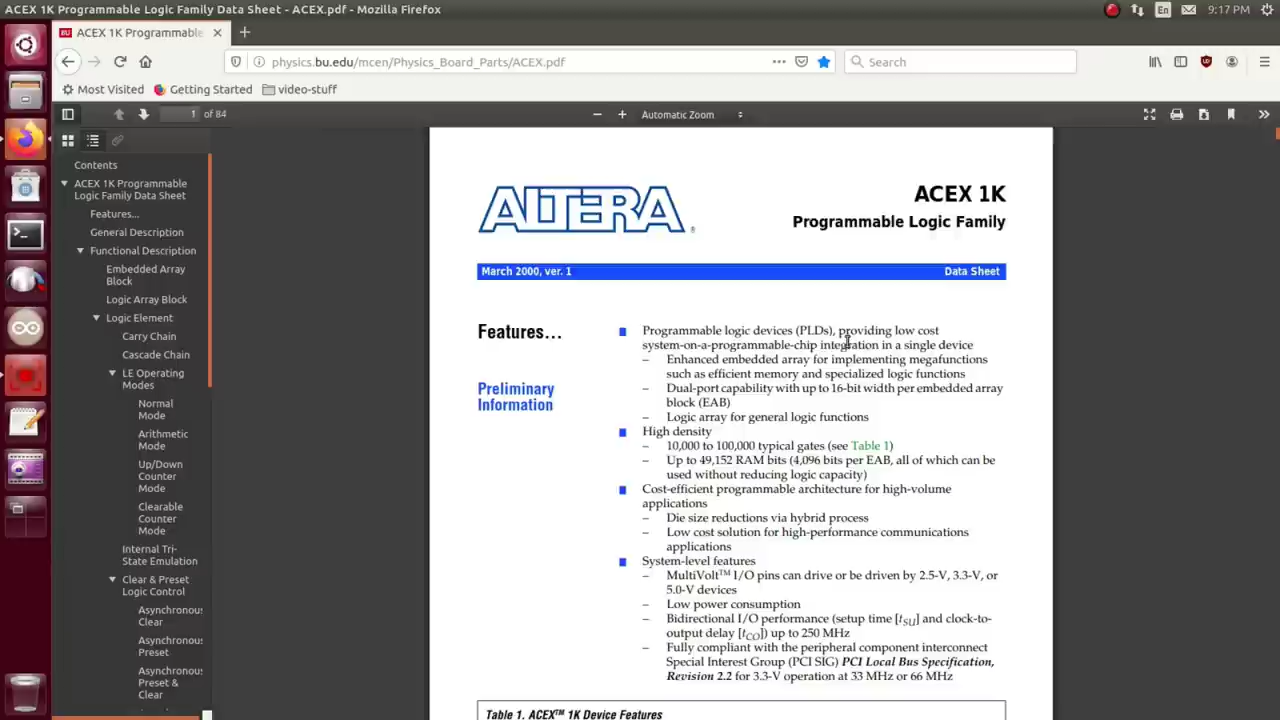 ACEX 1K Programmable Logic Family Data Sheet - ACEX.pdf - Mozilla Firefox
En
9:17 PM
ACEX 1K Programmable
physics.bu.edu/mcen/Physics_Board_Parts/ACEX.pdf
Search
Most Visited
Getting Started
video-stuff
1 of 84
Automatic Zoom
Contents
ACEX 1K Programmable
Logic Family Data Sheet
Features...
General Description
Functional Description
Embedded Array
Block
Logic Array Block
Logic Element
Carry Chain
Cascade Chain
LE Operating
Modes
Normal
Mode
Arithmetic
Mode
Up/Down
Counter
Mode
Clearable
Counter
Mode
Internal Tri-
State Emulation
Clear & Preset
Logic Control
Asynchronous
Clear
Asynchronous
Preset
Asynchronous
Preset &
Clear
ALTERA®
ACEX 1K
Programmable Logic Family
March 2000, ver. 1
Data Sheet
Features...
Preliminary
Information
■ Programmable logic devices (PLDs), providing low cost
system-on-a-programmable-chip integration in a single device
– Enhanced embedded array for implementing megafunctions
such as efficient memory and specialized logic functions
– Dual-port capability with up to 16-bit width per embedded array
block (EAB)
– Logic array for general logic functions
■ High density
– 10,000 to 100,000 typical gates (see Table 1)
– Up to 49,152 RAM bits (4,096 bits per EAB, all of which can be
used without reducing logic capacity)
■ Cost-efficient programmable architecture for high-volume
applications
– Die size reductions via hybrid process
– Low cost solution for high-performance communications
applications
■ System-level features
– MultiVolt™ I/O pins can drive or be driven by 2.5-V, 3.3-V, or
5.0-V devices
– Low power consumption
– Bidirectional I/O performance (setup time [tSU] and clock-to-
output delay [tCO]) up to 250 MHz
– Fully compliant with the peripheral component interconnect
Special Interest Group (PCI SIG) PCI Local Bus Specification,
Revision 2.2 for 3.3-V operation at 33 MHz or 66 MHz
Table 1. ACEX™ 1K Device Features